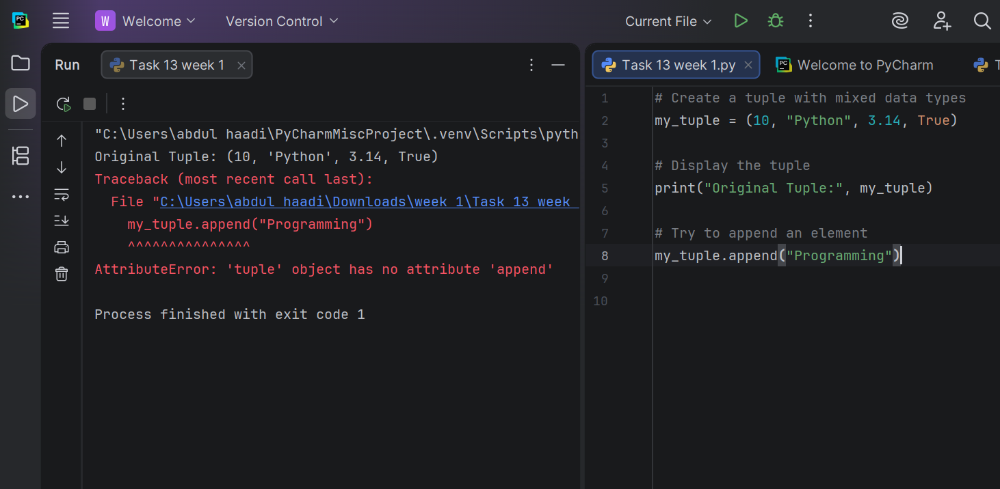 PC
W Welcome Version Control Current File
Run Task 13 week 1
"C:\Users\abdul haadi\PyCharmMiscProject\.venv\Scripts\pyth
Original Tuple: (10, 'Python', 3.14, True)
Traceback (most recent call last):
File "C:\Users\abdul haadi\Downloads\week 1\Task 13 week
my_tuple.append("Programming")
^^^^^^^^^^^^^^^
AttributeError: 'tuple' object has no attribute 'append'
Process finished with exit code 1
Task 13 week 1.py PC Welcome to PyCharm T
1 # Create a tuple with mixed data types
2 my_tuple = (10, "Python", 3.14, True)
3
4 # Display the tuple
5 print("Original Tuple:", my_tuple)
6
7 # Try to append an element
8 my_tuple.append("Programming")
9
10